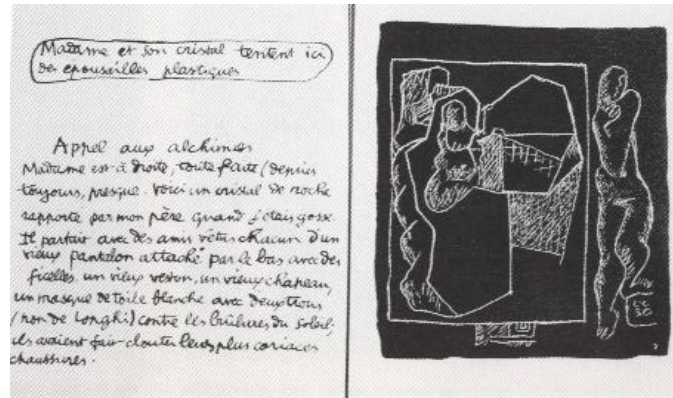 Madame et son cristal tentent ici
des épousailles plastiques
Appel aux alchimes
Madame est à droite, toute faite (depuis
toujours, presque. Voici un cristal de roche
rapporté par mon père quand j'étais gosse.
Il partait avec des amis vêtus chacun d'un
vieux pantalon attaché par le bas avec des
ficelles, un vieux veston, un vieux chapeau,
un masque de toile blanche avec deux trous
(non de Longhi) contre les brûlures du soleil;
ils avaient fait clouter leurs plus coriaces
chaussures.